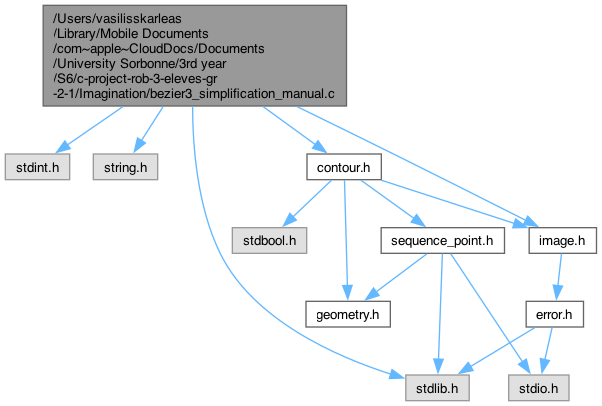 /Users/vasilisskarleas
/Library/Mobile Documents
/com~apple~CloudDocs/Documents
/University Sorbonne/3rd year
/S6/c-project-rob-3-eleves-gr
-2-1/Imagination/bezier3_simplification_manual.c
stdint.h
string.h
contour.h
stdbool.h
sequence_point.h
image.h
geometry.h
error.h
stdlib.h
stdio.h